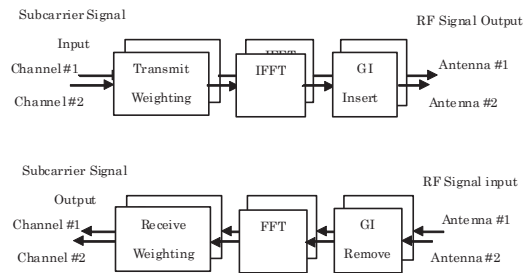 Subcarrier Signal
Input
RF Signal Output
Channel #1
Channel #2
Transmit
Weighting
IFFT
IFFT
GI
Insert
Antenna #1
Antenna #2
Subcarrier Signal
Output
RF Signal input
Channel #1
Channel #2
Receive
Weighting
FFT
GI
Remove
Antenna #1
Antenna #2